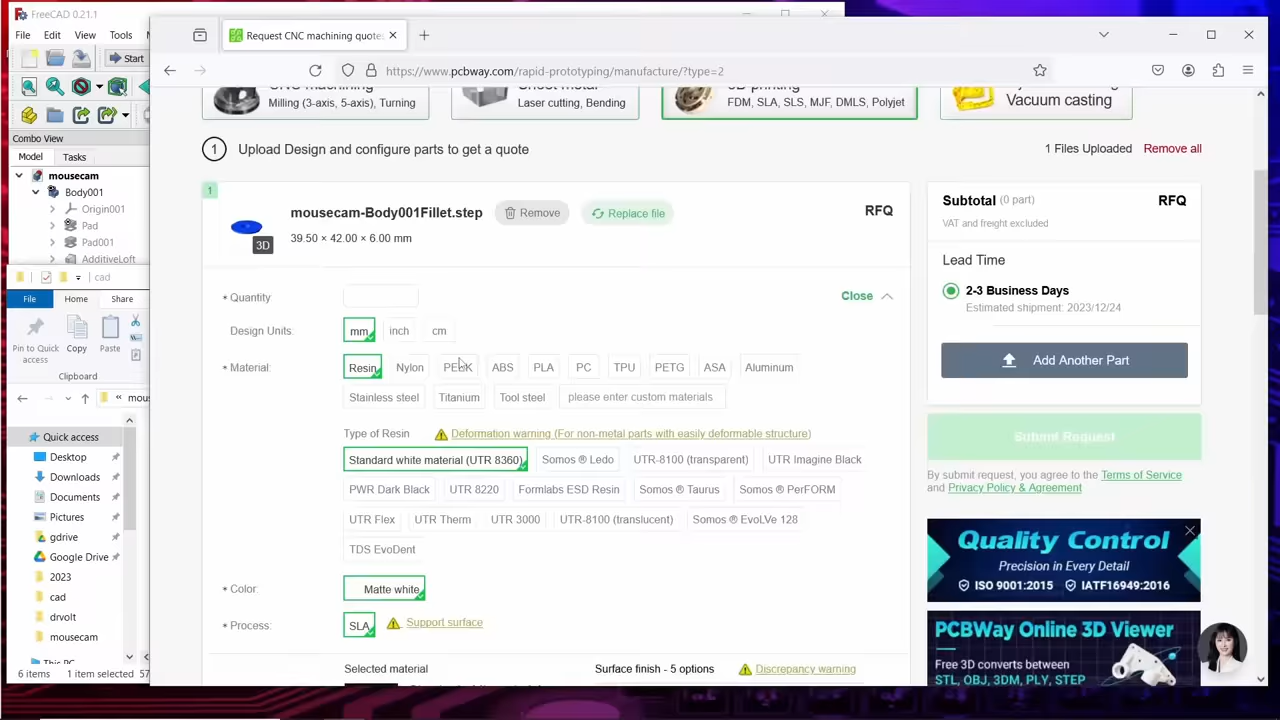 FreeCAD 0.21.1
File Edit View Tools
Start
Combo View
Model Tasks
mousecam
Body001
Origin001
Pad
Pad001
AdditiveLoft
cad
File Home Share
Pin to Quick access
Copy
Paste
Clipboard
« mou
Quick access
Desktop
Downloads
Documents
Pictures
gdrive
Google Drive
2023
cad
drvolt
mousecam
This PC
6 items 1 item selected 57
Request CNC machining quote
https://www.pcbway.com/rapid-prototyping/manufacture/?type=2
Milling (3-axis, 5-axis), Turning
Laser cutting, Bending
FDM, SLA, SLS, MJF, DMLS, Polyjet
Vacuum casting
1 Upload Design and configure parts to get a quote
1 Files Uploaded Remove all
1
3D
mousecam-Body001Fillet.step Remove Replace file
39.50 × 42.00 × 6.00 mm
RFQ
* Quantity
Close
Design Units: mm inch cm
* Material: Resin Nylon PEEK ABS PLA PC TPU PETG ASA Aluminum
Stainless steel Titanium Tool steel please enter custom materials
Type of Resin Deformation warning (For non-metal parts with easily deformable structure)
Standard white material (UTR 8360) Somos ® Ledo UTR-8100 (transparent) UTR Imagine Black
PWR Dark Black UTR 8220 Formlabs ESD Resin Somos ® Taurus Somos ® PerFORM
UTR Flex UTR Therm UTR 3000 UTR-8100 (translucent) Somos ® EvoLVe 128
TDS EvoDent
* Color: Matte white
* Process: SLA Support surface
Selected material Surface finish - 5 options Discrepancy warning
Subtotal (0 part) RFQ
VAT and freight excluded
Lead Time
2-3 Business Days
Estimated shipment: 2023/12/24
Add Another Part
Submit Request
By submit request, you agree to the Terms of Service
and Privacy Policy & Agreement
Quality Control
Precision in Every Detail
ISO 9001:2015 IATF16949:2016
PCBWay Online 3D Viewer
Free 3D converts between
STL, OBJ, 3DM, PLY, STEP